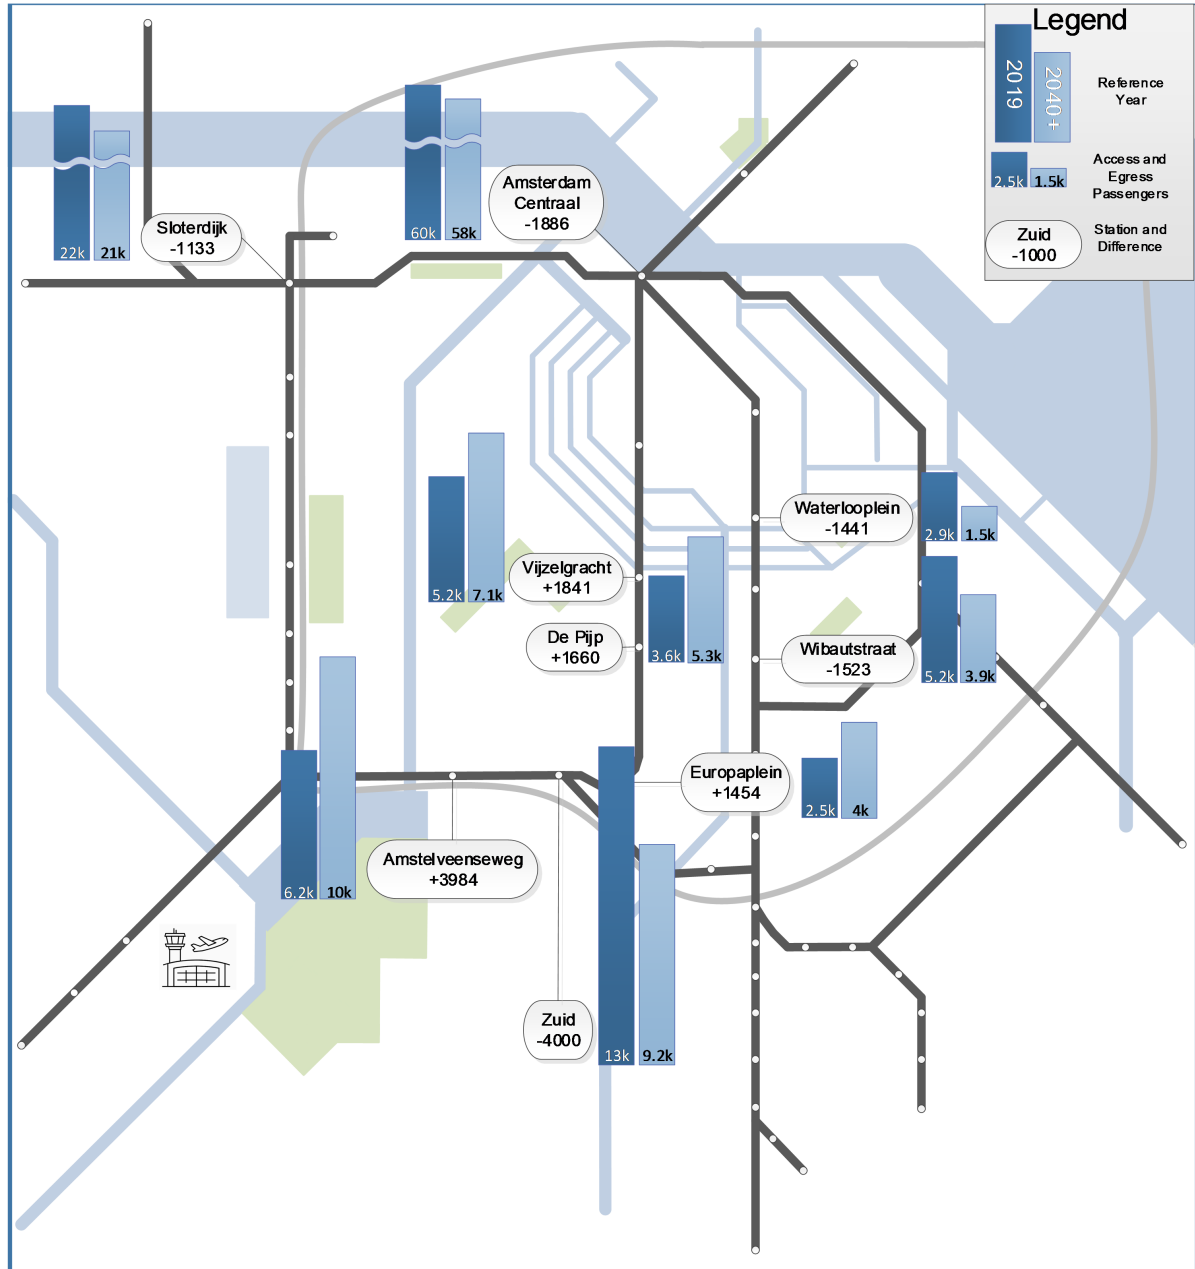 Legend
2019
2040+
Reference
Year
2.5k
1.5k
Access and
Egress
Passengers
Zuid
-1000
Station and
Difference
22k
21k
Sloterdijk
-1133
60k
58k
Amsterdam
Centraal
-1886
5.2k
7.1k
Vijzelgracht
+1841
De Pijp
+1660
3.6k
5.3k
Waterlooplein
-1441
2.9k
1.5k
Wibautstraat
-1523
5.2k
3.9k
Europaplein
+1454
2.5k
4k
6.2k
10k
Amstelveenseweg
+3984
Zuid
-4000
13k
9.2k